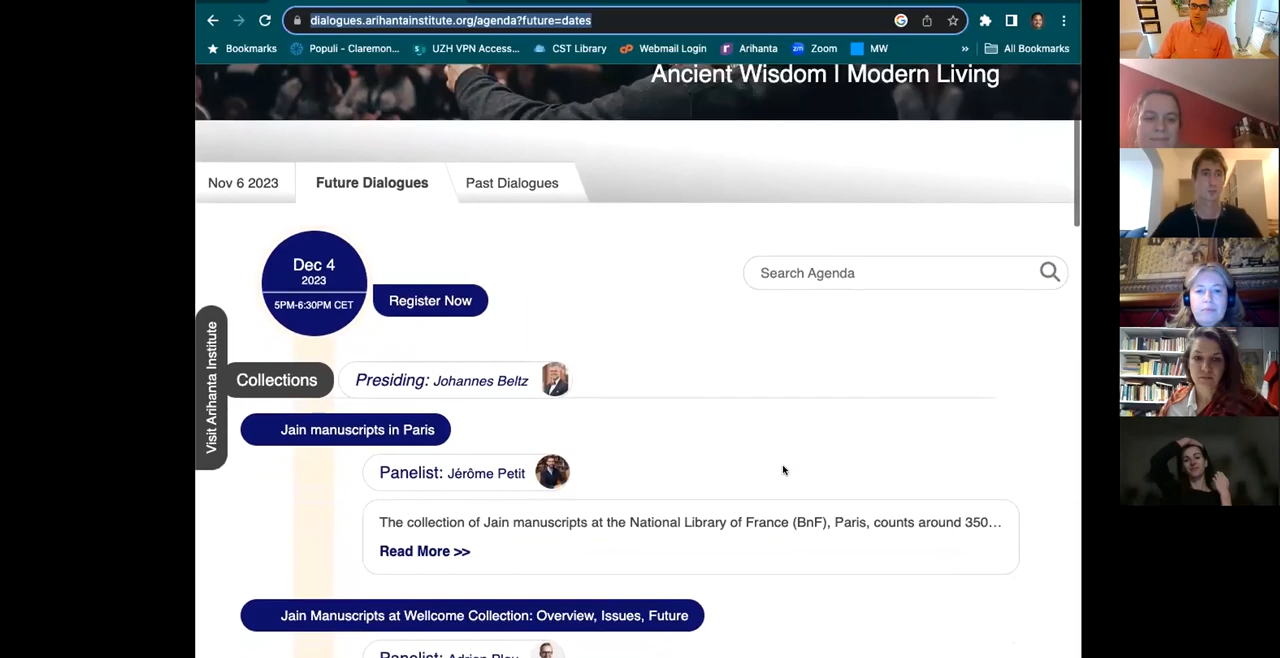 dialogues.arihantainstitute.org/agenda?future=dates
Bookmarks Populi - Claremon... UZH VPN Access... CST Library Webmail Login Arihanta Zoom MW » All Bookmarks
Ancient Wisdom | Modern Living
Nov 6 2023 Future Dialogues Past Dialogues
Dec 4
2023
5PM-6:30PM CET
Register Now
Search Agenda
Visit Arihanta Institute
Collections Presiding: Johannes Beltz
Jain manuscripts in Paris
Panelist: Jérôme Petit
The collection of Jain manuscripts at the National Library of France (BnF), Paris, counts around 350…
Read More >>
Jain Manuscripts at Wellcome Collection: Overview, Issues, Future
Panelist: Adrian